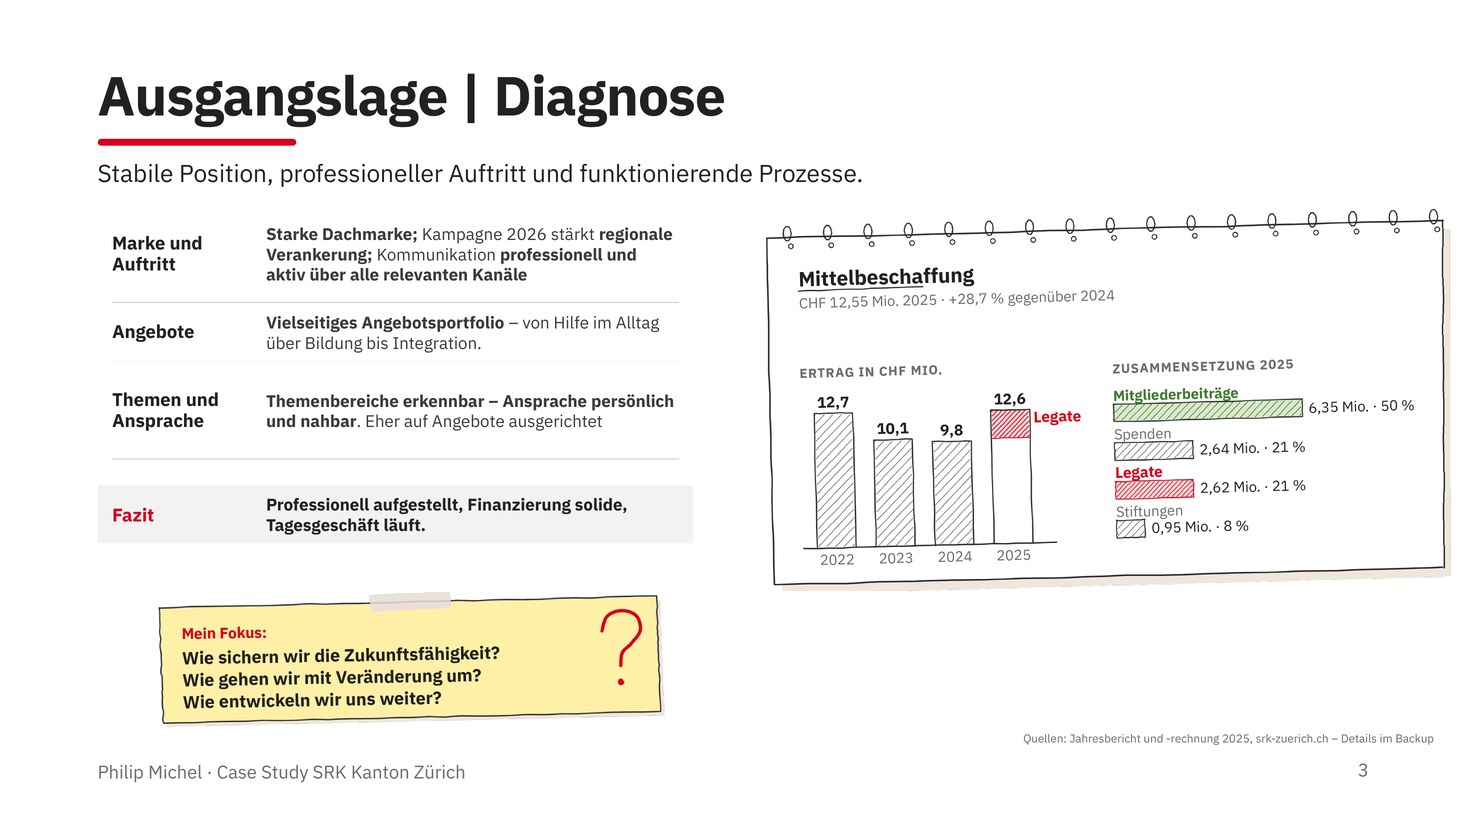 Ausgangslage | Diagnose
Stabile Position, professioneller Auftritt und funktionierende Prozesse.
Marke und
Auftritt
Starke Dachmarke; Kampagne 2026 stärkt regionale
Verankerung; Kommunikation professionell und
aktiv über alle relevanten Kanäle
Angebote
Vielseitiges Angebotsportfolio – von Hilfe im Alltag
über Bildung bis Integration.
Themen und
Ansprache
Themenbereiche erkennbar – Ansprache persönlich
und nahbar. Eher auf Angebote ausgerichtet
Fazit
Professionell aufgestellt, Finanzierung solide,
Tagesgeschäft läuft.
Mein Fokus:
Wie sichern wir die Zukunftsfähigkeit?
Wie gehen wir mit Veränderung um?
Wie entwickeln wir uns weiter?
?
Mittelbeschaffung
CHF 12,55 Mio. 2025 · +28,7 % gegenüber 2024
ERTRAG IN CHF MIO.
12,7
10,1
9,8
12,6
Legate
2022
2023
2024
2025
ZUSAMMENSETZUNG 2025
Mitgliederbeiträge
6,35 Mio. · 50 %
Spenden
2,64 Mio. · 21 %
Legate
2,62 Mio. · 21 %
Stiftungen
0,95 Mio. · 8 %
Quellen: Jahresbericht und -rechnung 2025, srk-zuerich.ch – Details im Backup
Philip Michel · Case Study SRK Kanton Zürich
3